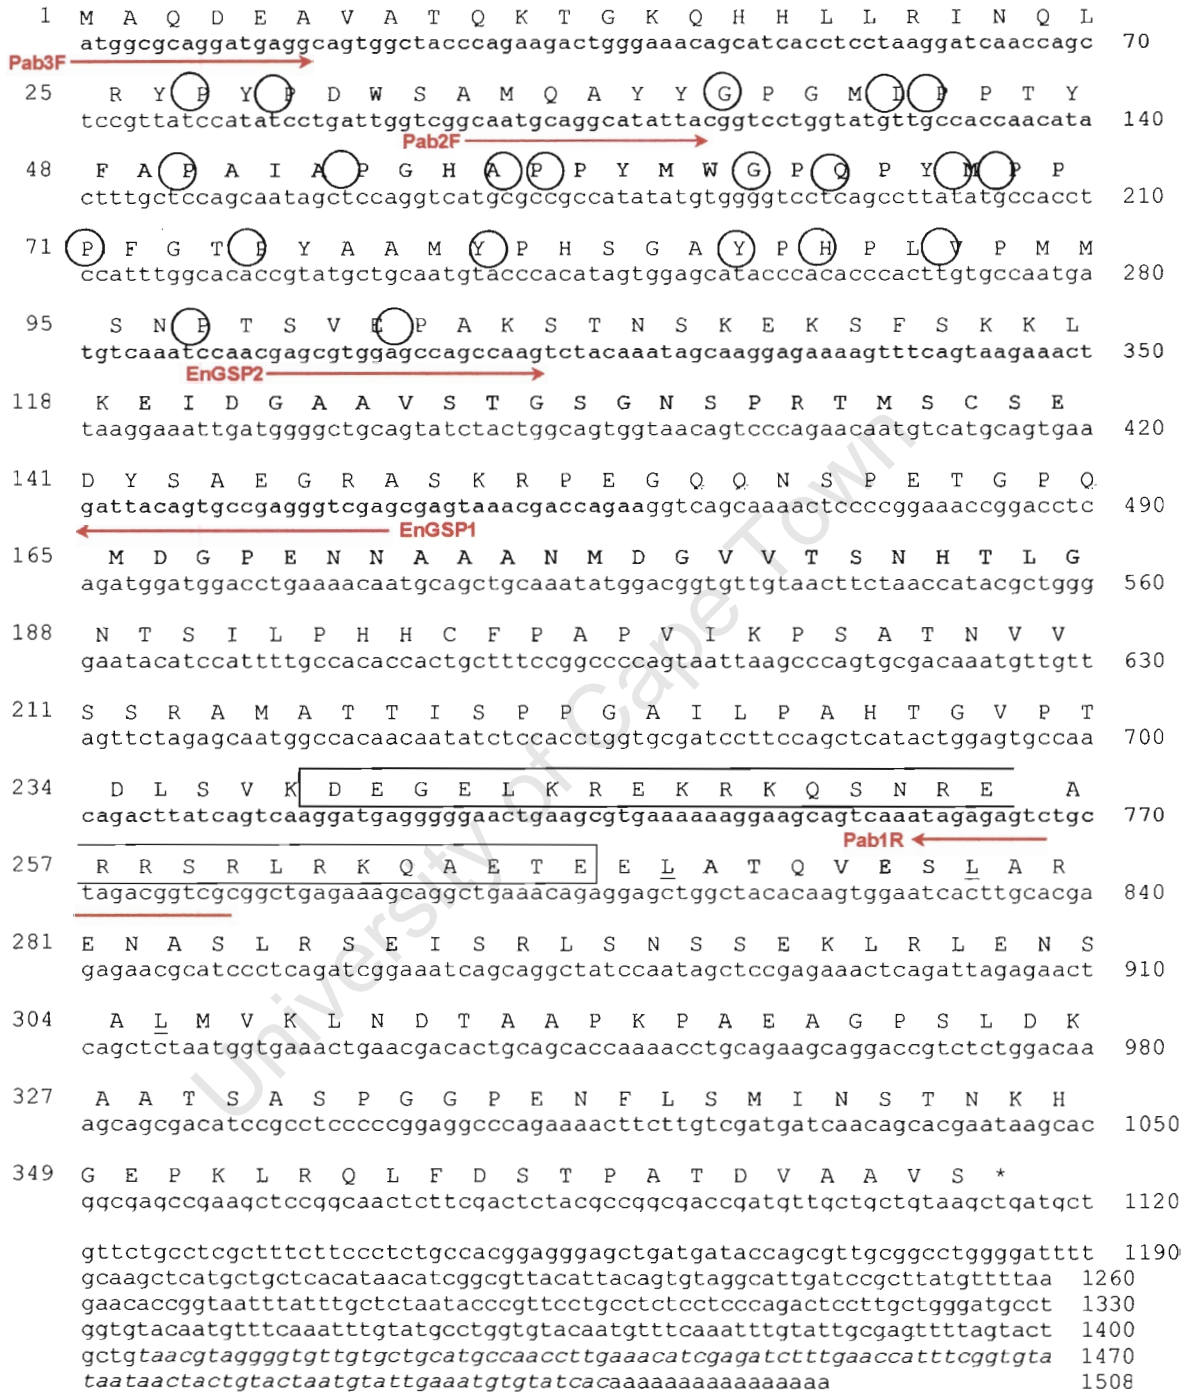 1 M A Q D E A V A T Q K T G K Q H H L L R I N Q L
atggcgcaggatgaggcagtggctacccagaagactgggaaacagcatcacctcctaaggatcaaccagc 70
Pab3F
25 R Y P Y P D W S A M Q A Y Y G P G M I P P T Y
tccgttatccatatcctgattggtcggcaatgcaggcatattacggtcctggtatgttgccaccaacata 140
Pab2F
48 F A P A I A P G H A P P Y M W G P Q P Y M P P
ctttgctccagcaatagctccaggtcatgcgccgccatatatgtggggtcctcagccttatatgccacct 210
71 P F G T P Y A A M Y P H S G A Y P H P L V P M M
ccatttggcacaccgtatgctgcaatgtacccacatagtggagcatacccacacccacttgtgccaatga 280
95 S N P T S V E P A K S T N S K E K S F S K K L
tgtcaaatccaacgagcgtggagccagccaagtctacaaatagcaaggagaaaagtttcagtaagaaact 350
EnGSP2
118 K E I D G A A V S T G S G N S P R T M S C S E
taaggaaattgatggggctgcagtatctactggcagtggtaacagtcccagaacaatgtcatgcagtgaa 420
141 D Y S A E G R A S K R P E G Q Q N S P E T G P Q
gattacagtgccgagggtcgagcgagtaaacgaccagaaggtcagcaaaactcccccggaaaccggacctc 490
EnGSP1
165 M D G P E N N A A A N M D G V V T S N H T L G
agatggatggacctgaaaacaatgcagctgcaaatatggacggtgttgtaacttctaaccatacgctggg 560
188 N T S I L P H H C F P A P V I K P S A T N V V
gaatacatccattttgccacaccactgctttccggccccagtaattaagcccagtgcgacaaatgttgtt 630
211 S S R A M A T T I S P P G A I L P A H T G V P T
agttctagagcaatggccacaacaatatctccacctggtgcgatccttccagctcatactggagtgccaa 700
234 D L S V K D E G E L K R E K R K Q S N R E A
cagacttatcagtcaaggatgagggggaactgaagcgtgaaaaaaggaagcagtcaaatagagagtctgc 770
Pab1R
257 R R S R L R K Q A E T E E L A T Q V E S L A R
tagacggtcgcggctgagaaagcaggctgaaacagaggagctggctacacaagtggaatcacttgcacga 840
281 E N A S L R S E I S R L S N S S E K L R L E N S
gagaacgcatccctcagatcggaaatcagcaggctatccaatagctccgagaaactcagattagagaact 910
304 A L M V K L N D T A A P K P A E A G P S L D K
cagctctaatggtgaaactgaacgacactgcagcaccaaaacctgcagaagcaggaccgtctctggacaa 980
327 A A T S A S P G G P E N F L S M I N S T N K H
agcagcgacatccgcctcccccggaggcccagaaaacttcttgtcgatgatcaacagcacgaataagcac 1050
349 G E P K L R Q L F D S T P A T D V A A V S *
ggcgagccgaagctccggcaactcttcgactctacgccggcgaccgatgttgctgctgtaagctgatgct 1120
gttctgcctcgctttcttccctctgccacggagggagctgatgataccagcgttgcggcctggggatttt 1190
gcaagctcatgctgctcacataacatcggcgttacattacagtgtaggcattgatccgcttatgttttaa 1260
gaacaccggtaatttatttgctctaatacccgttcctgcctctcctcccagactccttgctgggatgcct 1330
ggtgtacaatgtttcaaatttgtatgcctggtgtacaatgtttcaaatttgtattgcgagttttagtact 1400
gctgtaacgtaggggtgttgtgctgcatgccaaccttgaaacatcgagatctttgaaccatttcggtgta 1470
taataactactgtactaatgtattgaaatgtgtatcacaaaaaaaaaaaaaaaa 1508
University of Cape Town